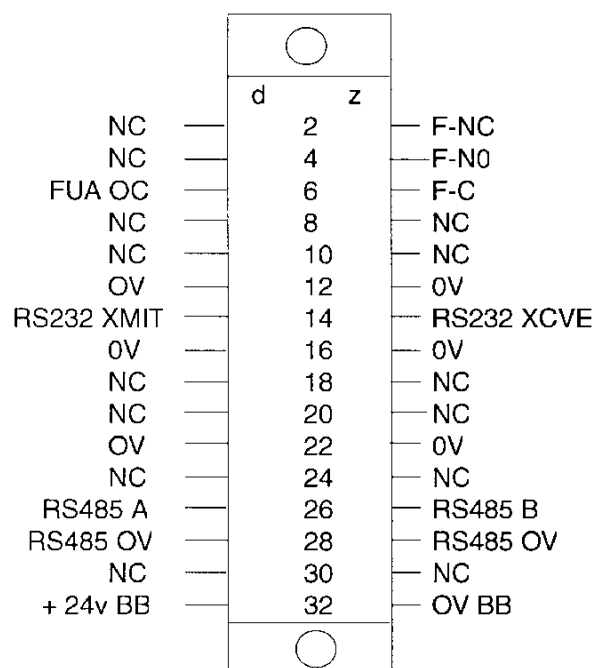 d z
NC 2 F-NC
NC 4 F-N0
FUA OC 6 F-C
NC 8 NC
NC 10 NC
OV 12 0V
RS232 XMIT 14 RS232 XCVE
0V 16 0V
NC 18 NC
NC 20 NC
OV 22 0V
NC 24 NC
RS485 A 26 RS485 B
RS485 OV 28 RS485 OV
NC 30 NC
+ 24v BB 32 OV BB